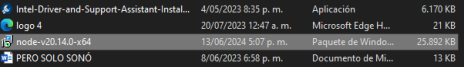 Intel-Driver-and-Support-Assistant-Instal... 4/05/2023 8:35 p. m. Aplicación 6.170 KB
logo 4 20/07/2023 12:47 a. m. Microsoft Edge H... 21 KB
node-v20.14.0-x64 13/06/2024 5:07 p. m. Paquete de Windo... 25.892 KB
PERO SOLO SONÓ 8/06/2023 6:58 p. m. Documento de Mi... 13 KB